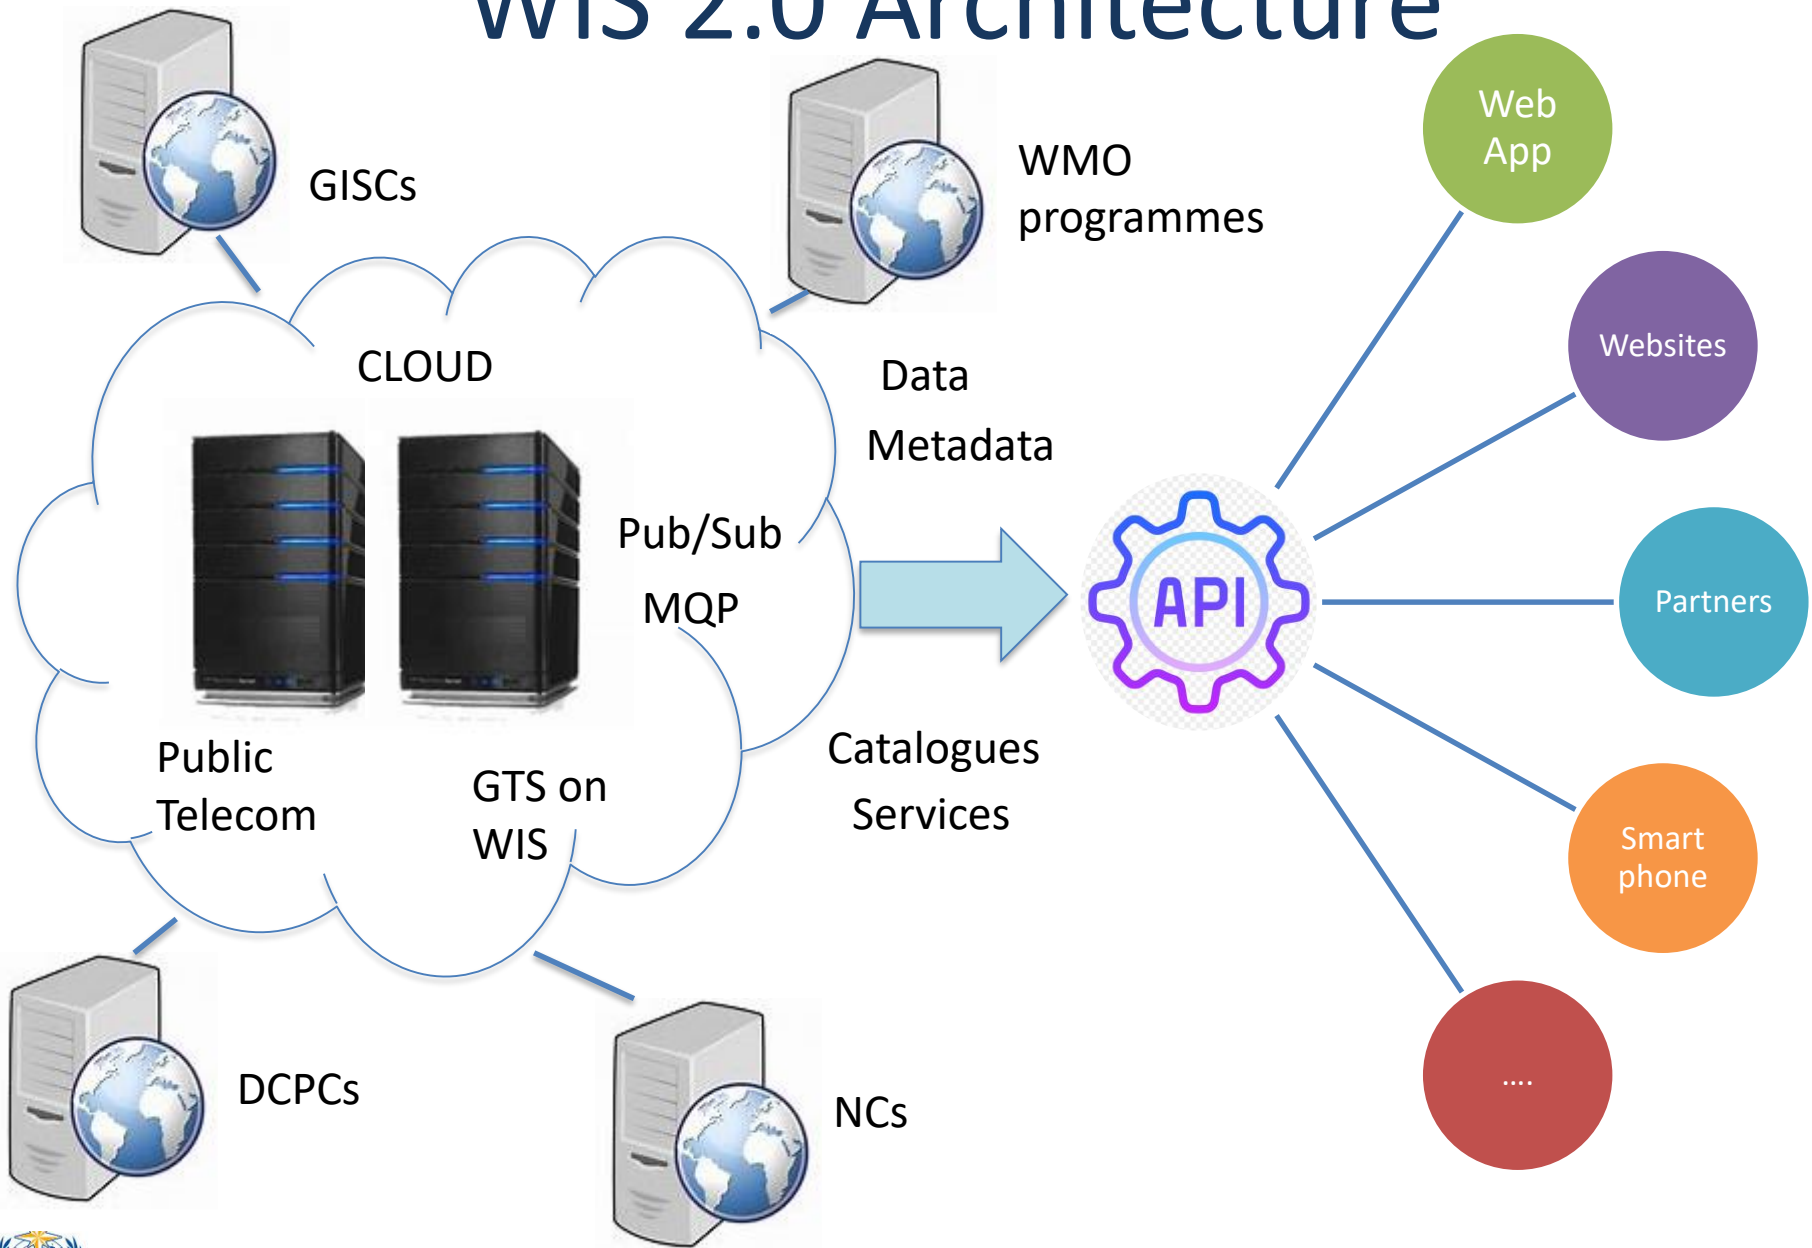 WIS 2.0 Architecture
GISCs
WMO
programmes
CLOUD
Data
Metadata
Pub/Sub
MQP
Public
Telecom
GTS on
WIS
Catalogues
Services
DCPCs
NCs
API
Web
App
Websites
Partners
Smart
phone
....